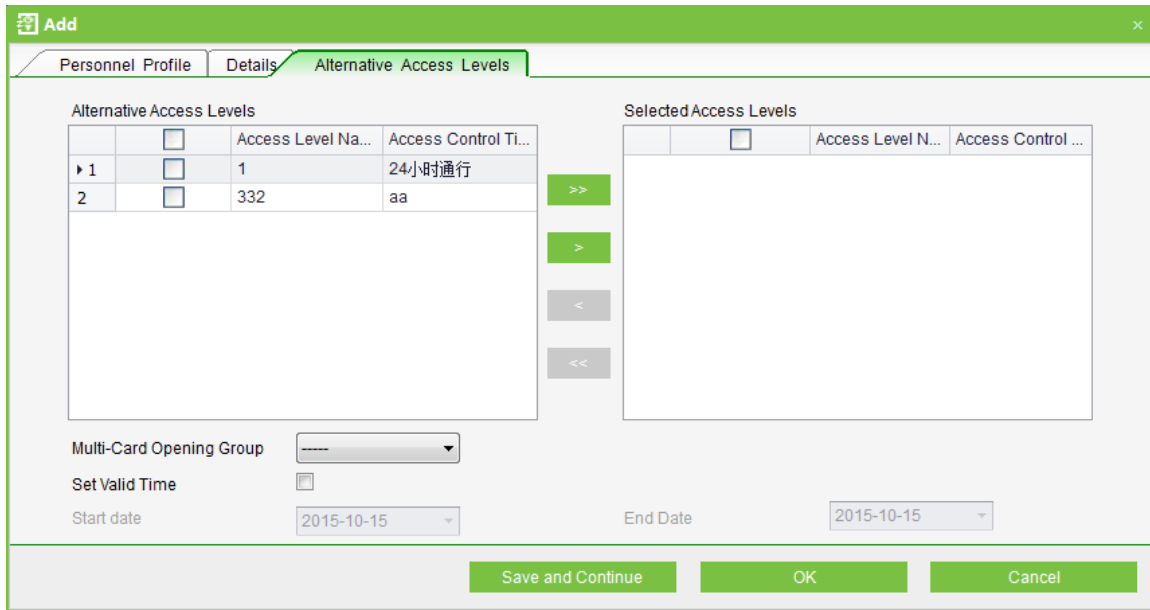 Add ×
Personnel Profile Details Alternative Access Levels
Alternative Access Levels Selected Access Levels
Access Level Na... Access Control Ti... Access Level N... Access Control ...
1 1 24小时通行
2 332 aa
>>
>
<
<<
Multi-Card Opening Group -----
Set Valid Time
Start date 2015-10-15 End Date 2015-10-15
Save and Continue OK Cancel